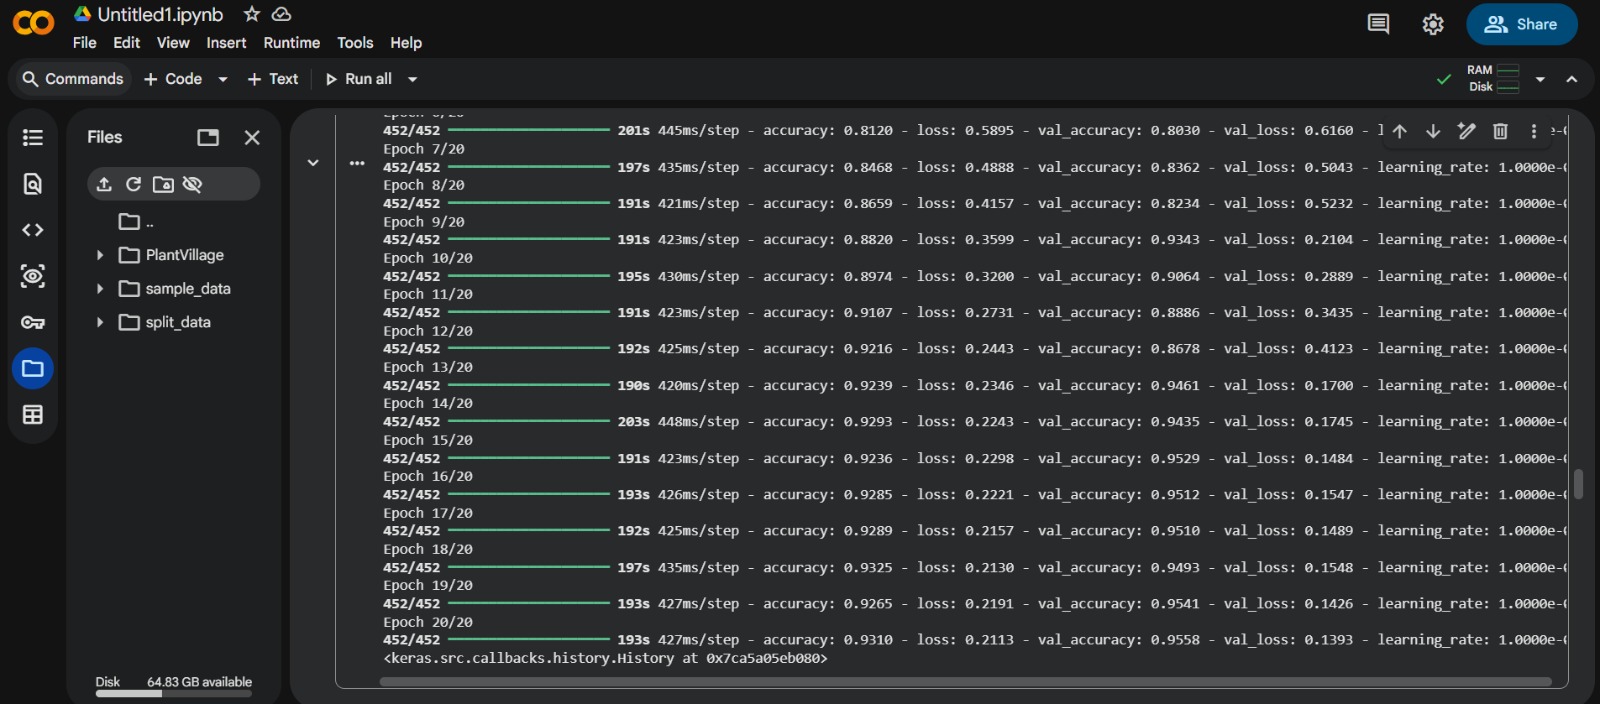 Untitled1.ipynb
File Edit View Insert Runtime Tools Help
Share
Commands + Code + Text Run all
RAM
Disk
Files
..
PlantVillage
sample_data
split_data
Disk 64.83 GB available
452/452 201s 445ms/step - accuracy: 0.8120 - loss: 0.5895 - val_accuracy: 0.8030 - val_loss: 0.6160 -
Epoch 7/20
452/452 197s 435ms/step - accuracy: 0.8468 - loss: 0.4888 - val_accuracy: 0.8362 - val_loss: 0.5043 - learning_rate: 1.0000e-
Epoch 8/20
452/452 191s 421ms/step - accuracy: 0.8659 - loss: 0.4157 - val_accuracy: 0.8234 - val_loss: 0.5232 - learning_rate: 1.0000e-
Epoch 9/20
452/452 191s 423ms/step - accuracy: 0.8820 - loss: 0.3599 - val_accuracy: 0.9343 - val_loss: 0.2104 - learning_rate: 1.0000e-
Epoch 10/20
452/452 195s 430ms/step - accuracy: 0.8974 - loss: 0.3200 - val_accuracy: 0.9064 - val_loss: 0.2889 - learning_rate: 1.0000e-
Epoch 11/20
452/452 191s 423ms/step - accuracy: 0.9107 - loss: 0.2731 - val_accuracy: 0.8886 - val_loss: 0.3435 - learning_rate: 1.0000e-
Epoch 12/20
452/452 192s 425ms/step - accuracy: 0.9216 - loss: 0.2443 - val_accuracy: 0.8678 - val_loss: 0.4123 - learning_rate: 1.0000e-
Epoch 13/20
452/452 190s 420ms/step - accuracy: 0.9239 - loss: 0.2346 - val_accuracy: 0.9461 - val_loss: 0.1700 - learning_rate: 1.0000e-
Epoch 14/20
452/452 203s 448ms/step - accuracy: 0.9293 - loss: 0.2243 - val_accuracy: 0.9435 - val_loss: 0.1745 - learning_rate: 1.0000e-
Epoch 15/20
452/452 191s 423ms/step - accuracy: 0.9236 - loss: 0.2298 - val_accuracy: 0.9529 - val_loss: 0.1484 - learning_rate: 1.0000e-
Epoch 16/20
452/452 193s 426ms/step - accuracy: 0.9285 - loss: 0.2221 - val_accuracy: 0.9512 - val_loss: 0.1547 - learning_rate: 1.0000e-
Epoch 17/20
452/452 192s 425ms/step - accuracy: 0.9289 - loss: 0.2157 - val_accuracy: 0.9510 - val_loss: 0.1489 - learning_rate: 1.0000e-
Epoch 18/20
452/452 197s 435ms/step - accuracy: 0.9325 - loss: 0.2130 - val_accuracy: 0.9493 - val_loss: 0.1548 - learning_rate: 1.0000e-
Epoch 19/20
452/452 193s 427ms/step - accuracy: 0.9265 - loss: 0.2191 - val_accuracy: 0.9541 - val_loss: 0.1426 - learning_rate: 1.0000e-
Epoch 20/20
452/452 193s 427ms/step - accuracy: 0.9310 - loss: 0.2113 - val_accuracy: 0.9558 - val_loss: 0.1393 - learning_rate: 1.0000e-
<keras.src.callbacks.history.History at 0x7ca5a05eb080>